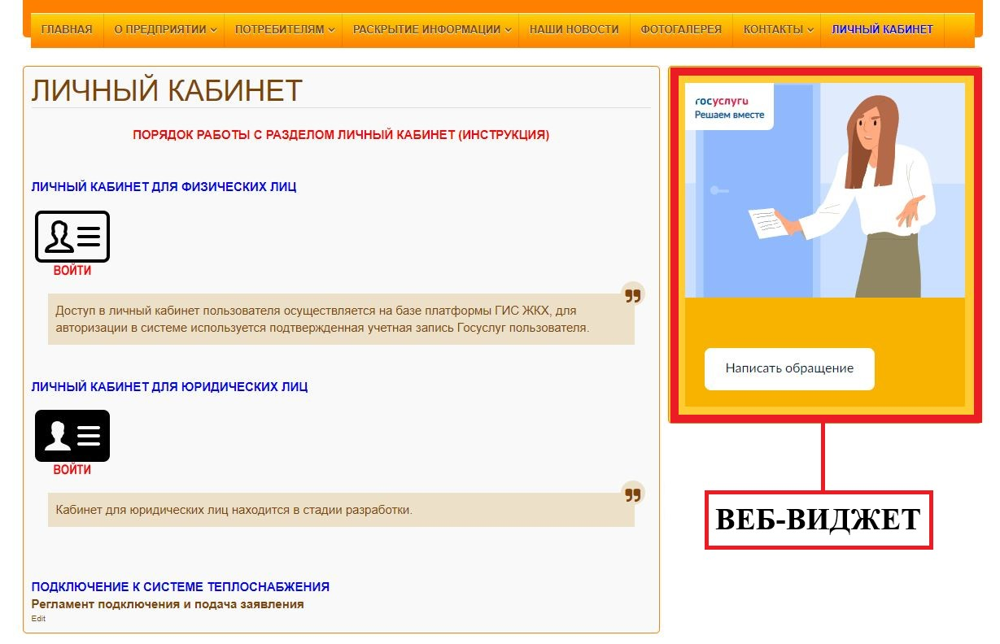 ГЛАВНАЯ О ПРЕДПРИЯТИИ ПОТРЕБИТЕЛЯМ РАСКРЫТИЕ ИНФОРМАЦИИ НАШИ НОВОСТИ ФОТОГАЛЕРЕЯ КОНТАКТЫ ЛИЧНЫЙ КАБИНЕТ
ЛИЧНЫЙ КАБИНЕТ
ПОРЯДОК РАБОТЫ С РАЗДЕЛОМ ЛИЧНЫЙ КАБИНЕТ (ИНСТРУКЦИЯ)
ЛИЧНЫЙ КАБИНЕТ ДЛЯ ФИЗИЧЕСКИХ ЛИЦ
ВОЙТИ
Доступ в личный кабинет пользователя осуществляется на базе платформы ГИС ЖКХ, для
авторизации в системе используется подтвержденная учетная запись Госуслуг пользователя.
ЛИЧНЫЙ КАБИНЕТ ДЛЯ ЮРИДИЧЕСКИХ ЛИЦ
ВОЙТИ
Кабинет для юридических лиц находится в стадии разработки.
ПОДКЛЮЧЕНИЕ К СИСТЕМЕ ТЕПЛОСНАБЖЕНИЯ
Регламент подключения и подача заявления
Edit
госуслуги
Решаем вместе
Написать обращение
ВЕБ-ВИДЖЕТ